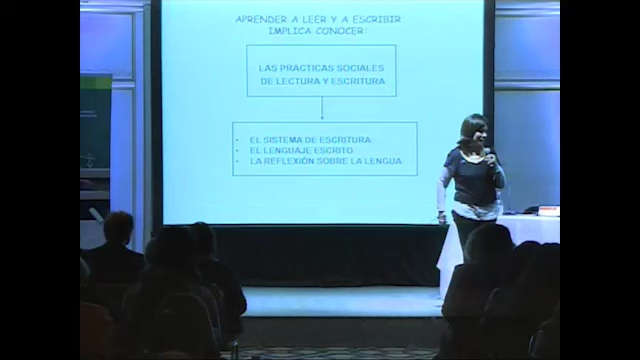 APRENDER A LEER Y A ESCRIBIR
IMPLICA CONOCER:
LAS PRÁCTICAS SOCIALES
DE LECTURA Y ESCRITURA
• EL SISTEMA DE ESCRITURA
• EL LENGUAJE ESCRITO
• LA REFLEXIÓN SOBRE LA LENGUA